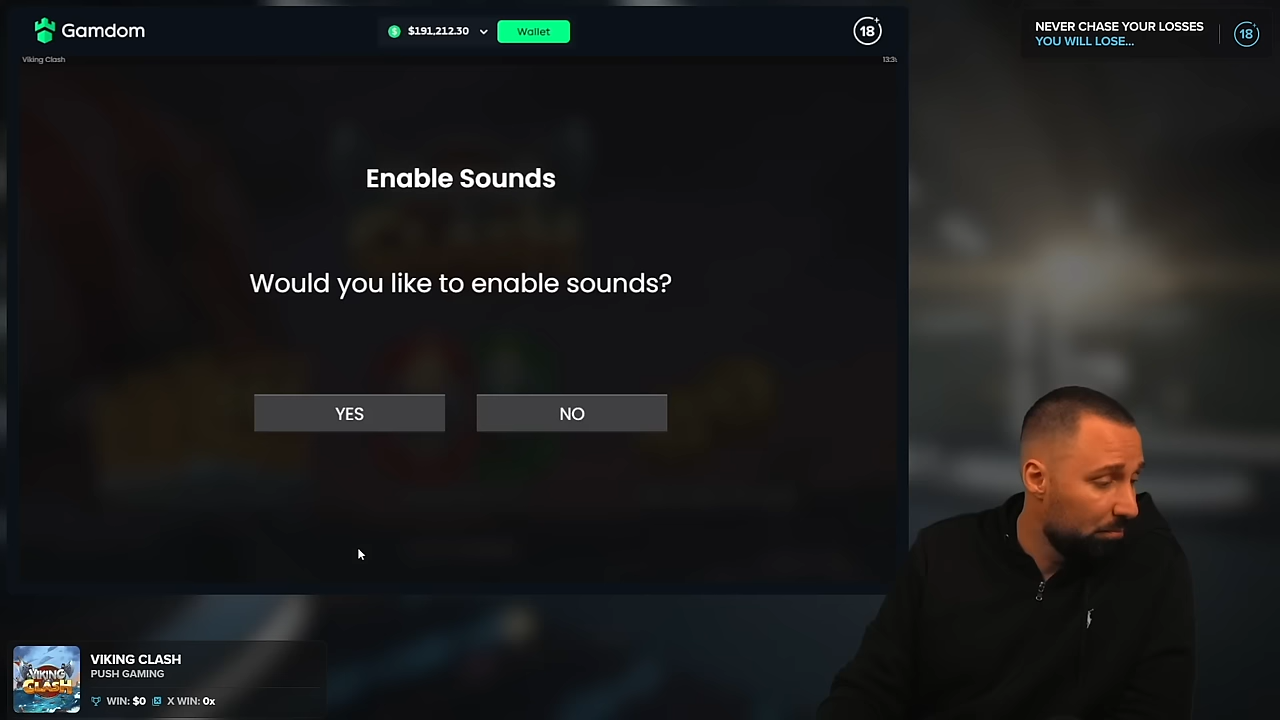 Gamdom
$191,212.30
Wallet
18+
NEVER CHASE YOUR LOSSES
YOU WILL LOSE...
18+
Viking Clash
Enable Sounds
Would you like to enable sounds?
YES
NO
VIKING CLASH
VIKING CLASH
PUSH GAMING
WIN: $0
X WIN: 0x